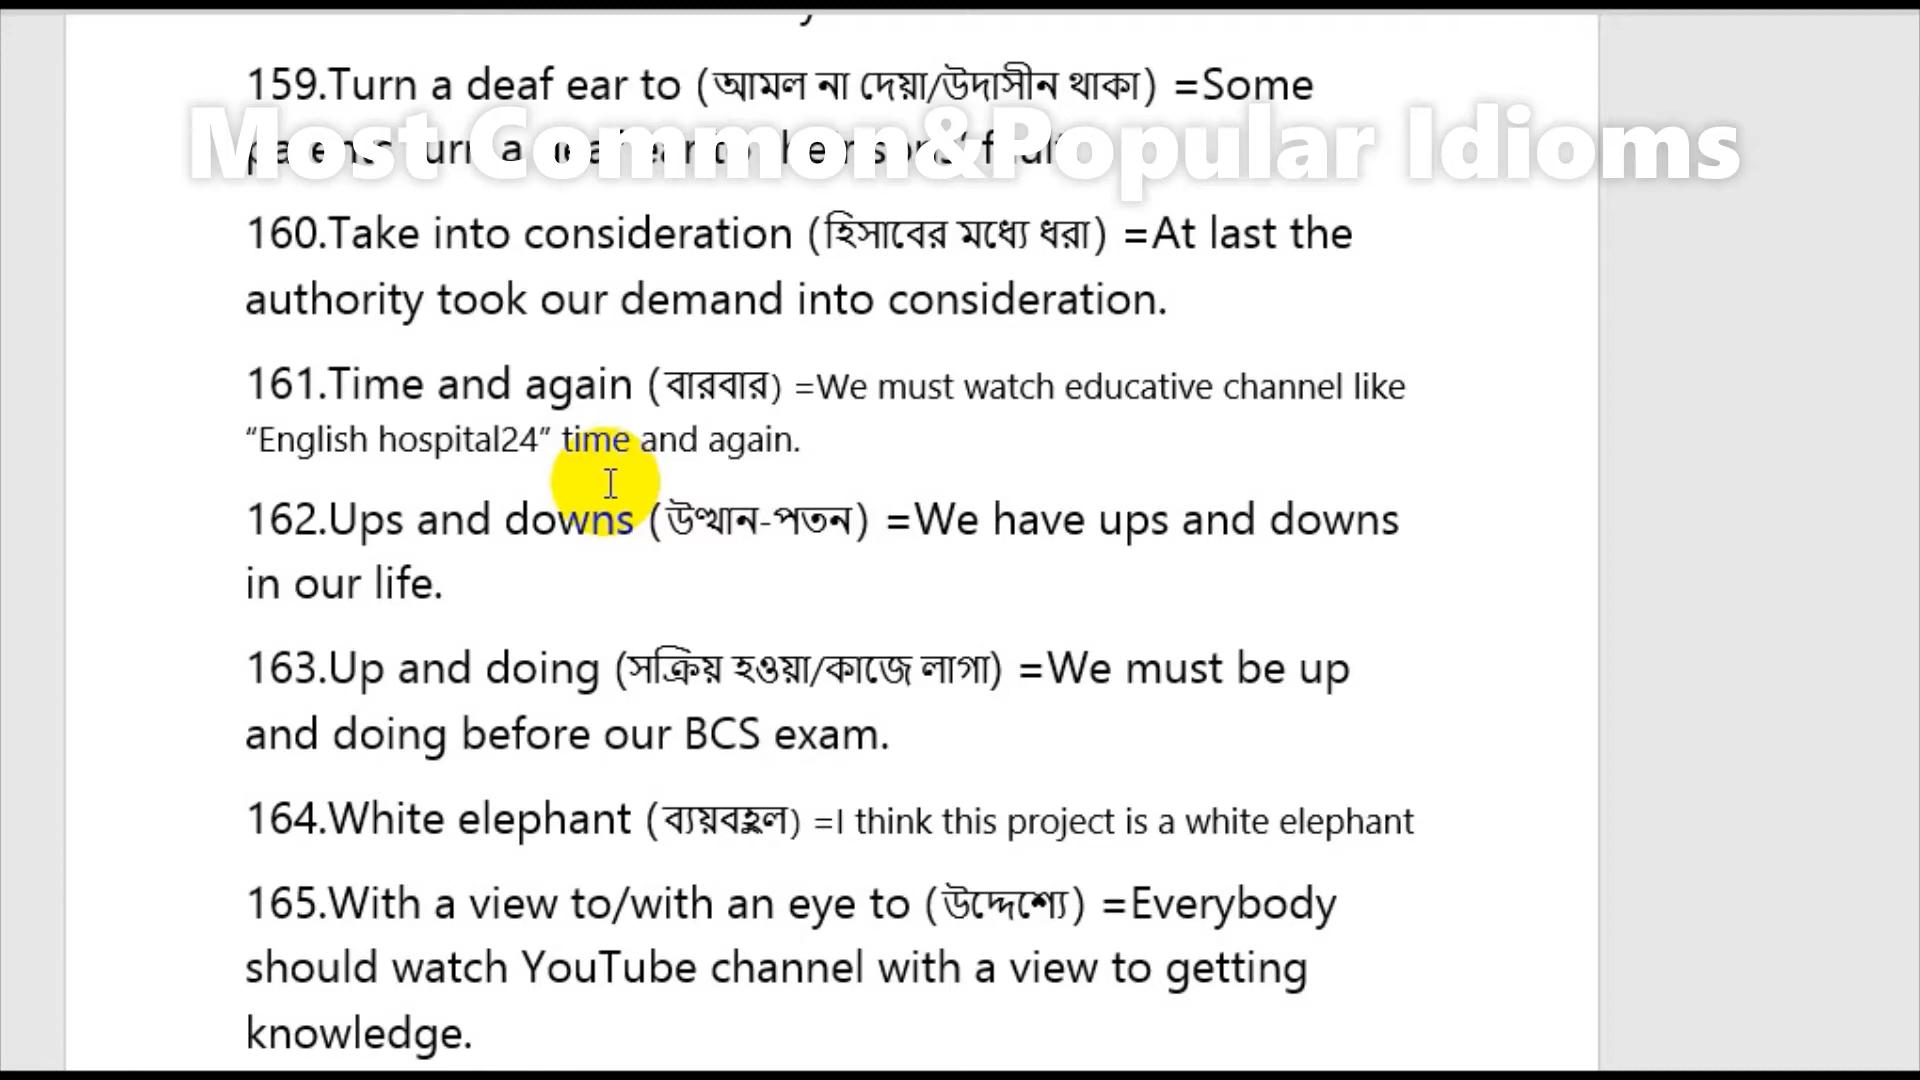 159.Turn a deaf ear to (আমল না দেয়া/উদাসীন থাকা) =Some
Most Common&Popular Idioms
parents turn a deaf ear to
160.Take into consideration (হিসাবের মধ্যে ধরা) =At last the
authority took our demand into consideration.
161.Time and again (বারবার) =We must watch educative channel like
“English hospital24” time and again.
162.Ups and downs (উত্থান-পতন) =We have ups and downs
in our life.
163.Up and doing (সক্রিয় হওয়া/কাজে লাগা) =We must be up
and doing before our BCS exam.
164.White elephant (ব্যয়বহুল) =I think this project is a white elephant
165.With a view to/with an eye to (উদ্দেশ্যে) =Everybody
should watch YouTube channel with a view to getting
knowledge.